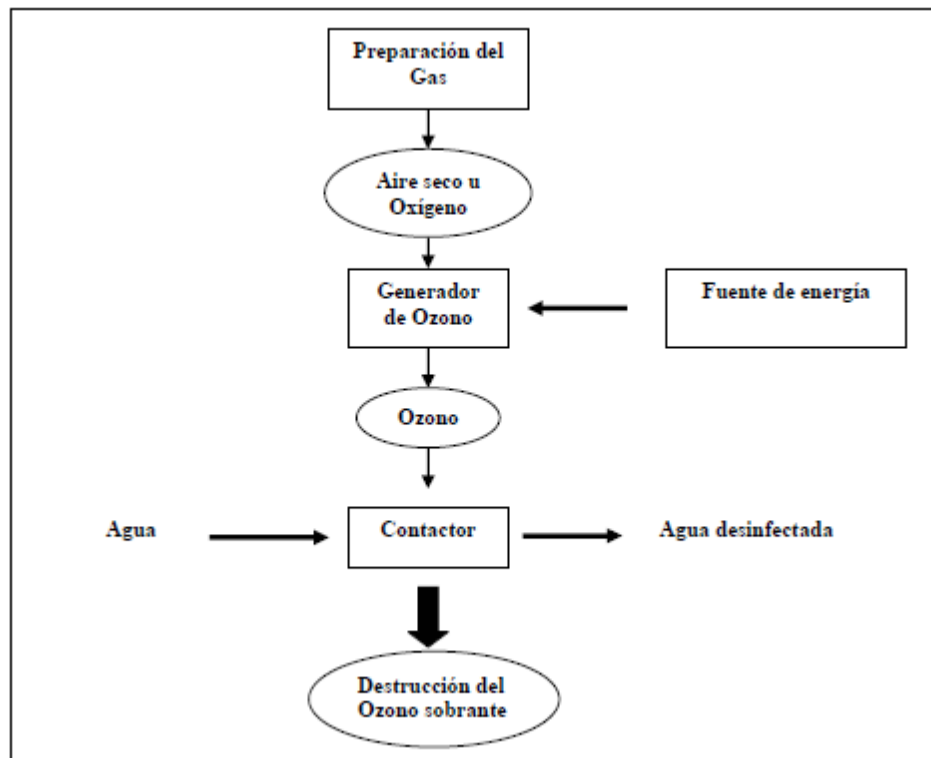 Preparación del
Gas
Aire seco u
Oxígeno
Generador
de Ozono
Fuente de energía
Ozono
Agua
Contactor
Agua desinfectada
Destrucción del
Ozono sobrante